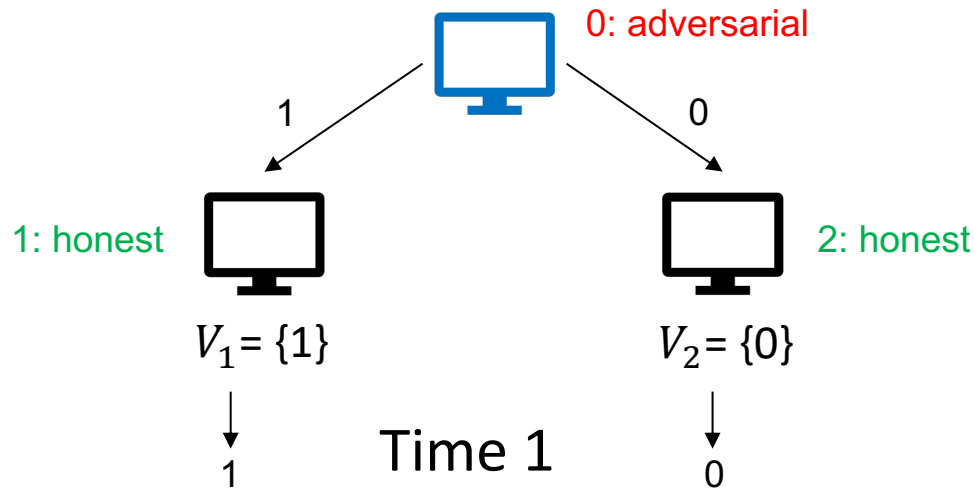 0: adversarial
1
0
1: honest
2: honest
𝑉₁= {1}
𝑉₂= {0}
Time 1
1
0